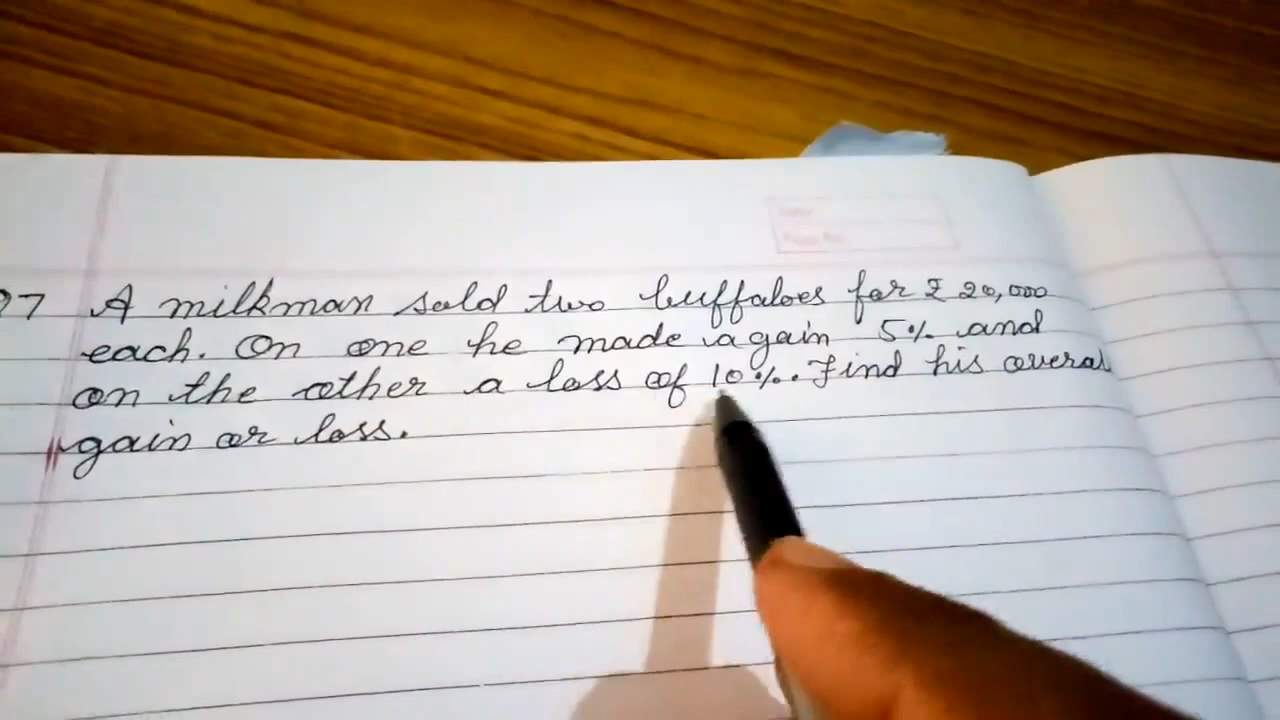 Q7 A milkman sold two buffaloes for ₹ 20,000
each. On one he made a gain 5% and
on the other a loss of 10%. Find his overal
gain or loss.